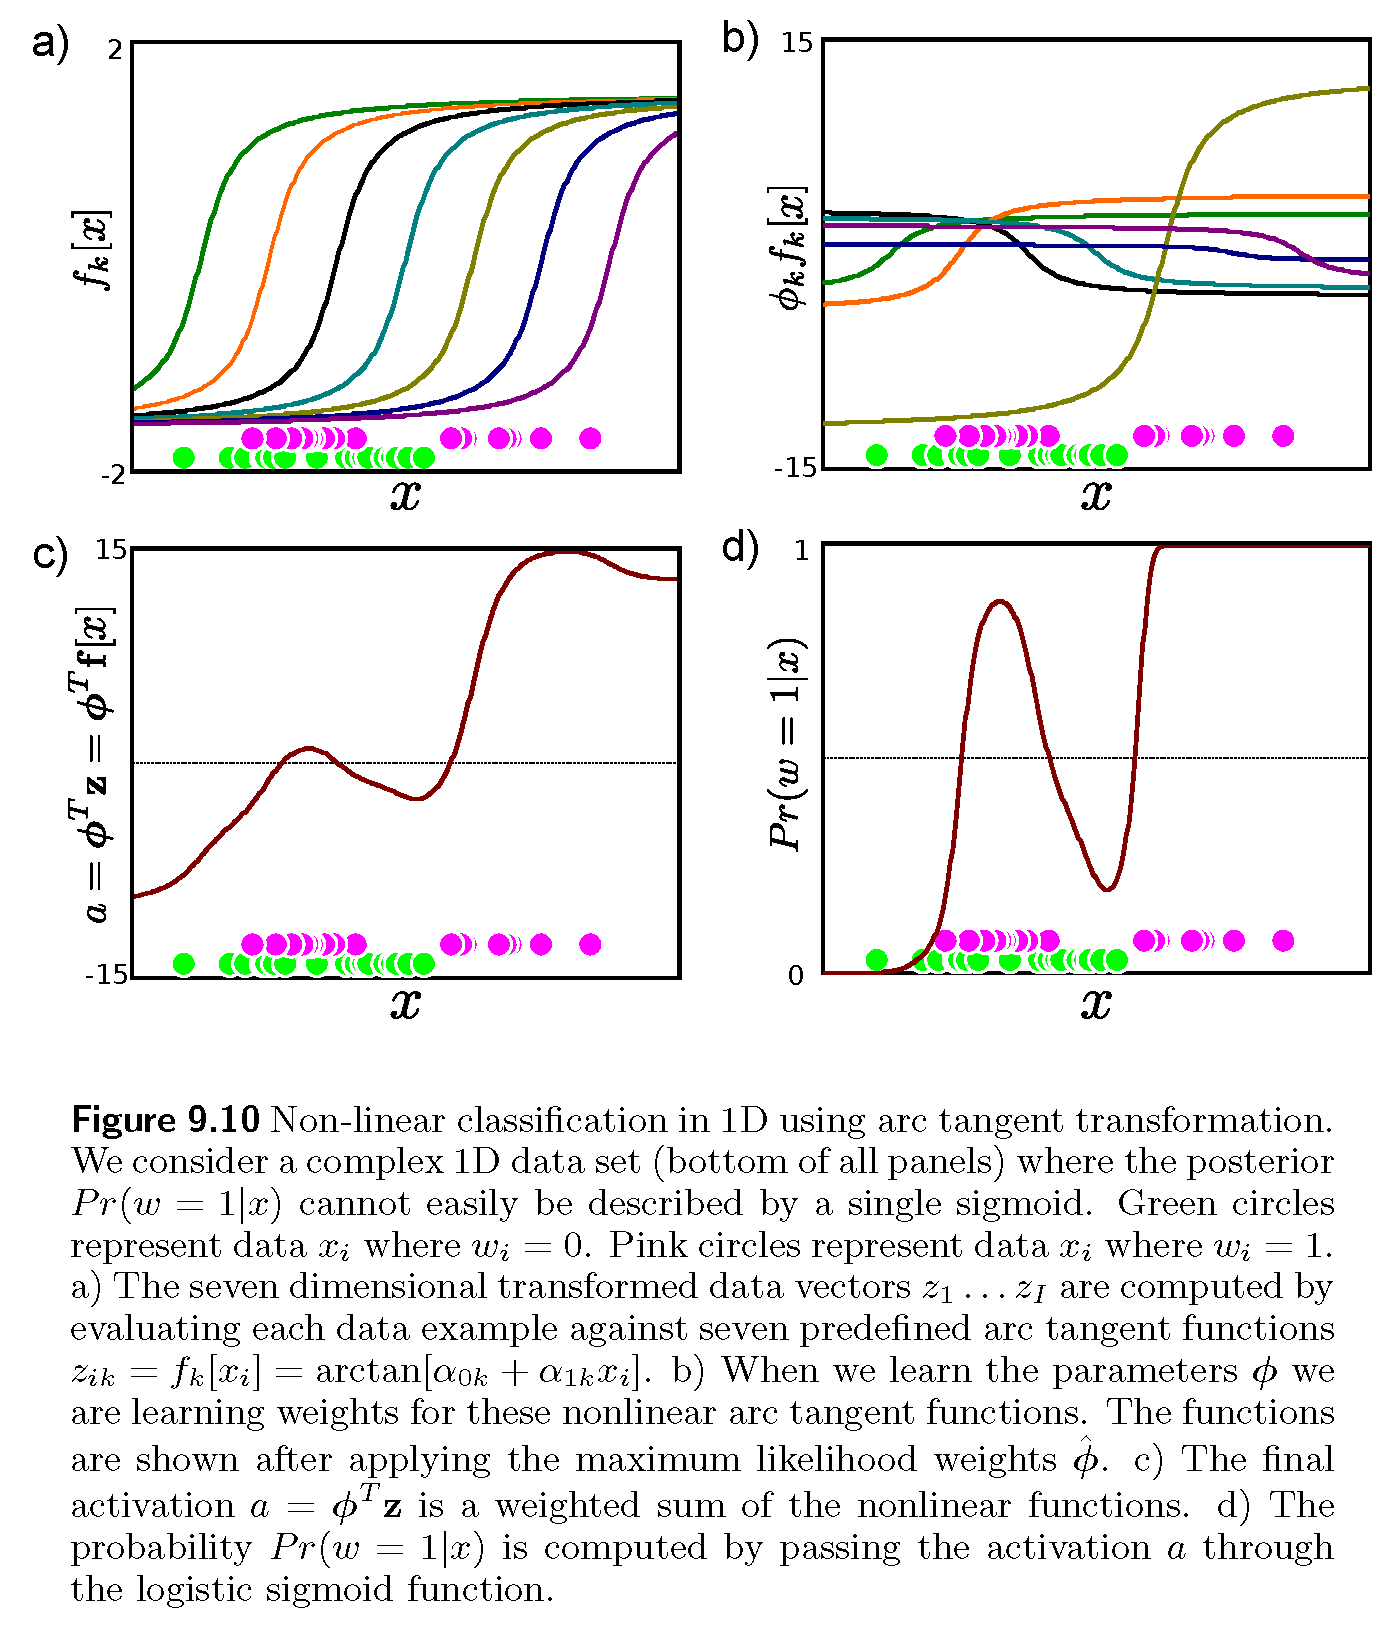 a)
2
f_k[x]
-2
x
b)
15
ϕ_k f_k[x]
-15
x
c)
15
a = ϕ^T z = ϕ^T f[x]
-15
x
d)
1
Pr(w = 1|x)
0
x
Figure 9.10 Non-linear classification in 1D using arc tangent transformation.
We consider a complex 1D data set (bottom of all panels) where the posterior
Pr(w = 1|x) cannot easily be described by a single sigmoid. Green circles
represent data x_i where w_i = 0. Pink circles represent data x_i where w_i = 1.
a) The seven dimensional transformed data vectors z_1 … z_I are computed by
evaluating each data example against seven predefined arc tangent functions
z_ik = f_k[x_i] = arctan[α_0k + α_1k x_i]. b) When we learn the parameters ϕ we
are learning weights for these nonlinear arc tangent functions. The functions
are shown after applying the maximum likelihood weights ϕ̂. c) The final
activation a = ϕ^T z is a weighted sum of the nonlinear functions. d) The
probability Pr(w = 1|x) is computed by passing the activation a through
the logistic sigmoid function.